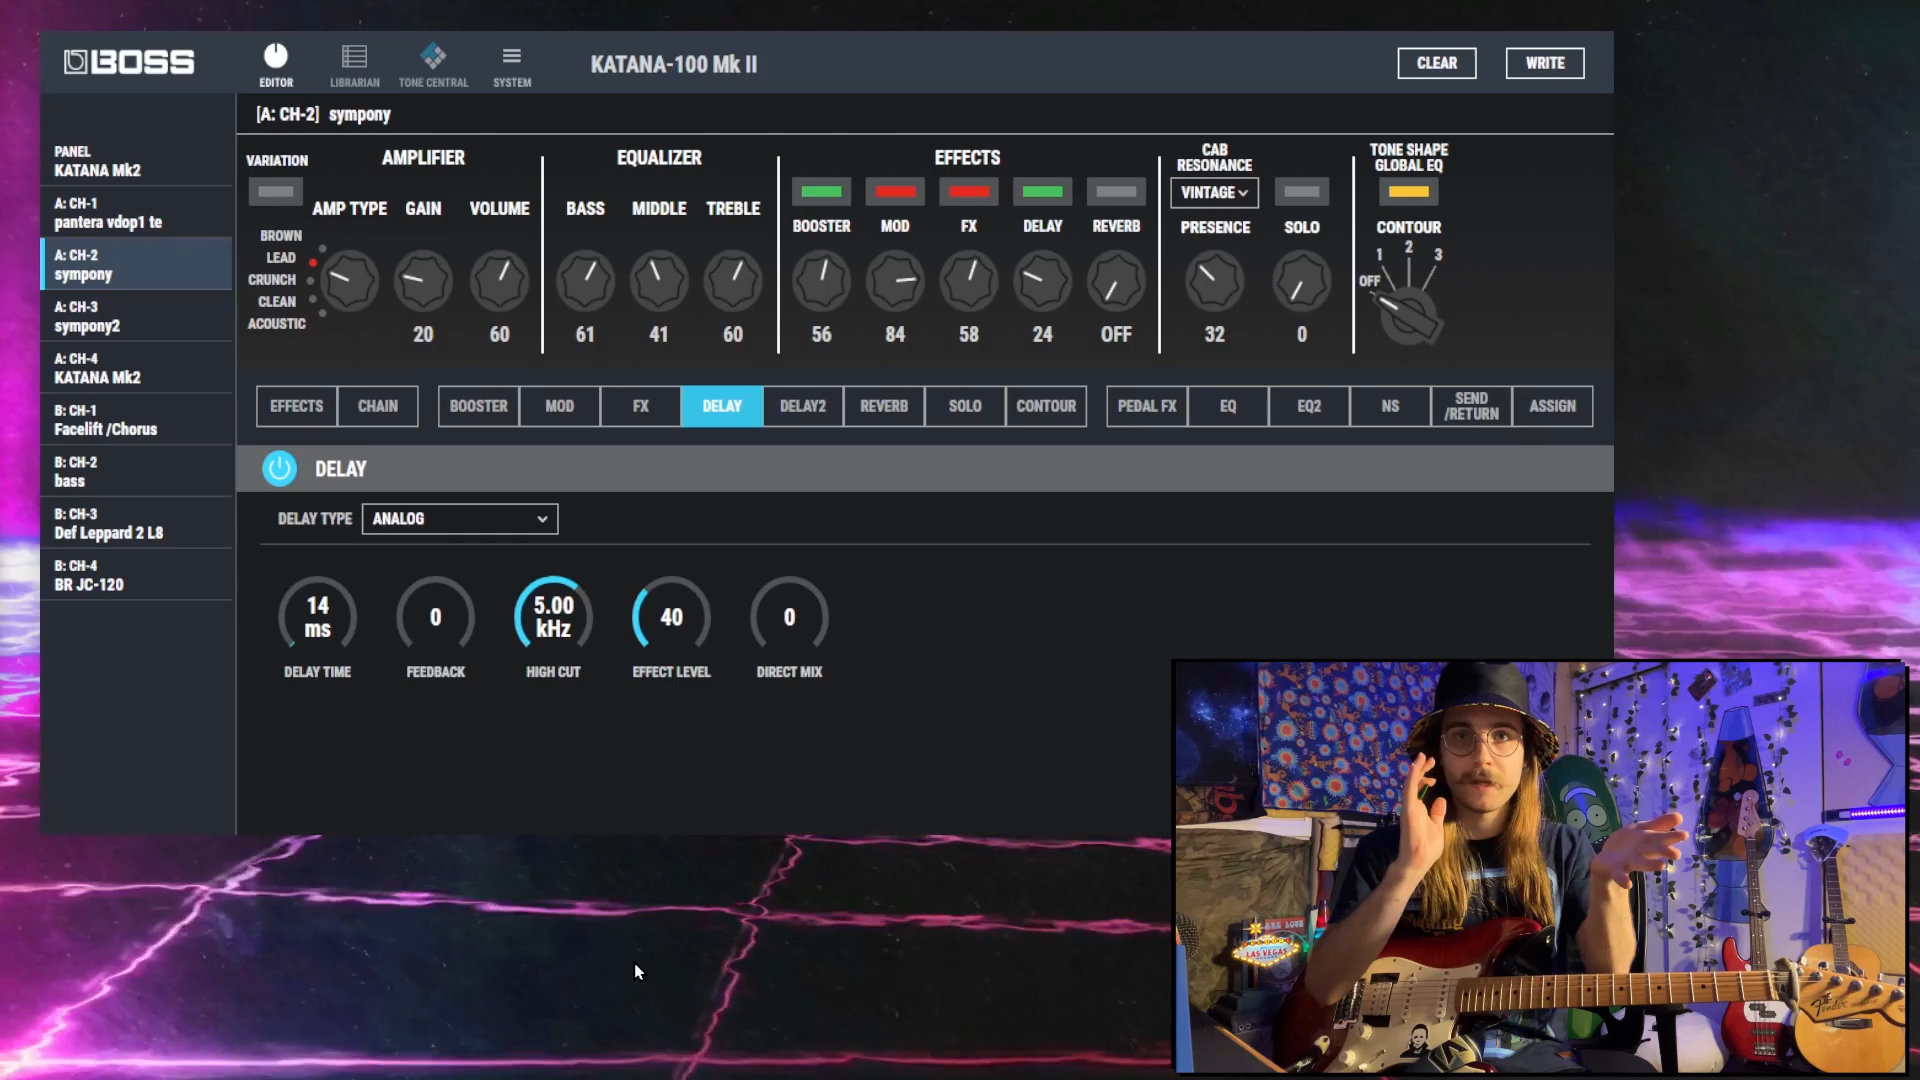 BOSS
EDITOR
LIBRARIAN
TONE CENTRAL
SYSTEM
KATANA-100 Mk II
CLEAR
WRITE
[A: CH-2] sympony
PANEL
KATANA Mk2
A: CH-1
pantera vdop1 te
A: CH-2
sympony
A: CH-3
sympony2
A: CH-4
KATANA Mk2
B: CH-1
Facelift /Chorus
B: CH-2
bass
B: CH-3
Def Leppard 2 L8
B: CH-4
BR JC-120
VARIATION
AMPLIFIER
AMP TYPE
GAIN
VOLUME
BROWN
LEAD
CRUNCH
CLEAN
ACOUSTIC
20
60
EQUALIZER
BASS
MIDDLE
TREBLE
61
41
60
EFFECTS
BOOSTER
MOD
FX
DELAY
REVERB
56
84
58
24
OFF
CAB
RESONANCE
VINTAGE
PRESENCE
SOLO
32
0
TONE SHAPE
GLOBAL EQ
CONTOUR
OFF
1
2
3
EFFECTS
CHAIN
BOOSTER
MOD
FX
DELAY
DELAY2
REVERB
SOLO
CONTOUR
PEDAL FX
EQ
EQ2
NS
SEND
/RETURN
ASSIGN
DELAY
DELAY TYPE
ANALOG
14
ms
0
5.00
kHz
40
0
DELAY TIME
FEEDBACK
HIGH CUT
EFFECT LEVEL
DIRECT MIX
LAS VEGAS
Fender